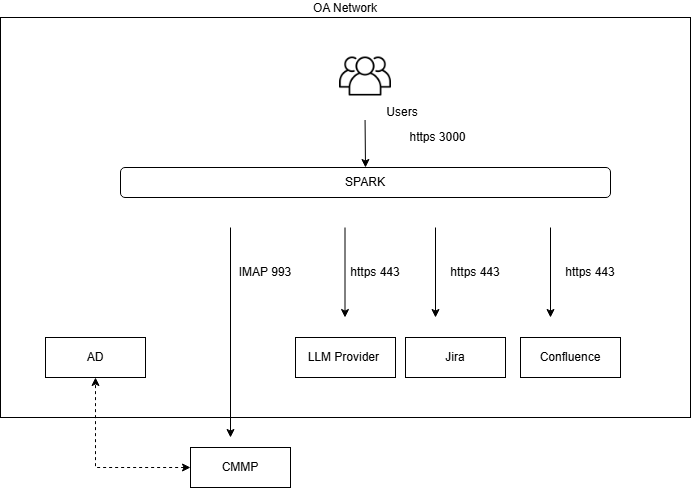 OA Network
Users
https 3000
SPARK
IMAP 993
https 443
https 443
https 443
AD
LLM Provider
Jira
Confluence
CMMP